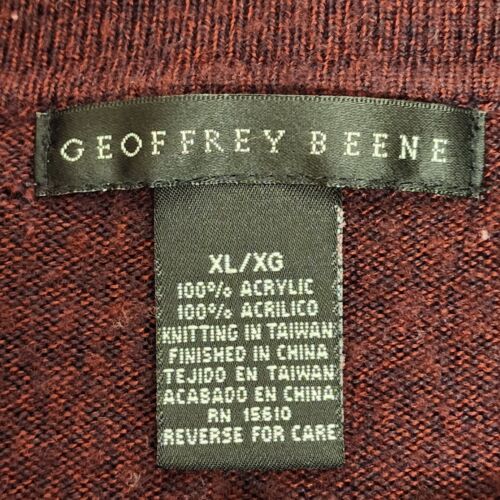 GEOFFREY BEENE
XL/XG
100% ACRYLIC
100% ACRILICO
KNITTING IN TAIWAN
FINISHED IN CHINA
TEJIDO EN TAIWAN
ACABADO EN CHINA
RN 15610
REVERSE FOR CARE